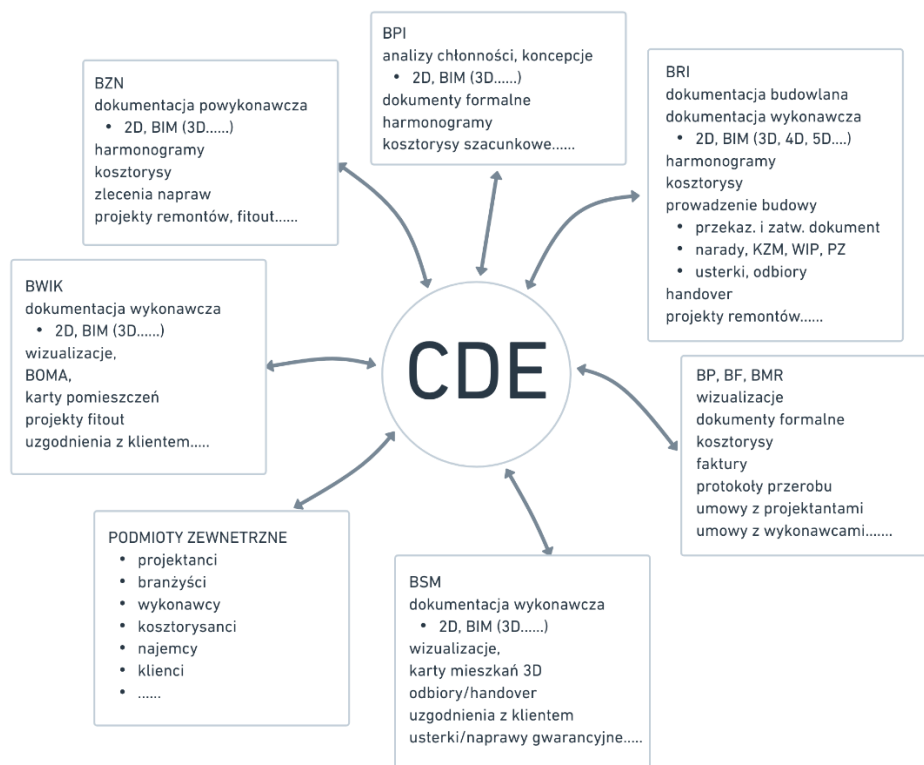 BPI
analizy chłonności, koncepcje
• 2D, BIM (3D......)
dokumenty formalne
harmonogramy
kosztorysy szacunkowe.....
BZN
dokumentacja powykonawcza
• 2D, BIM (3D......)
harmonogramy
kosztorysy
zlecenia napraw
projekty remontów, fitout.....
BRI
dokumentacja budowlana
dokumentacja wykonawcza
• 2D, BIM (3D, 4D, 5D....)
harmonogramy
kosztorysy
prowadzenie budowy
• przekaz. i zatw. dokument
• narady, KZM, WIP, PZ
• usterki, odbiory
handover
projekty remontów......
BWIK
dokumentacja wykonawcza
• 2D, BIM (3D......)
wizualizacje,
BOMA,
karty pomieszczeń
projekty fitout
uzgodnienia z klientem.....
CDE
BP, BF, BMR
wizualizacje
dokumenty formalne
kosztorysy
faktury
protokoły przerobu
umowy z projektantami
umowy z wykonawcami.......
PODMIOTY ZEWNETRZNE
• projektanci
• branżyści
• wykonawcy
• kosztorysanci
• najemcy
• klienci
• ......
BSM
dokumentacja wykonawcza
• 2D, BIM (3D......)
wizualizacje,
karty mieszkań 3D
odbiory/handover
uzgodnienia z klientem
usterki/naprawy gwarancyjne.....